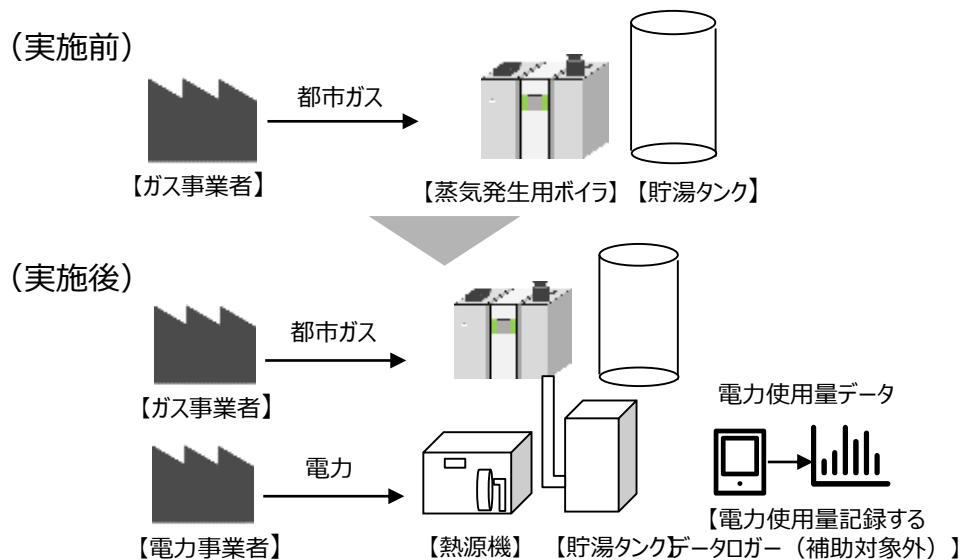 （実施前）
都市ガス
【ガス事業者】
【蒸気発生用ボイラ】
【貯湯タンク】
（実施後）
都市ガス
【ガス事業者】
電力使用量データ
電力
【電力事業者】
【熱源機】
【貯湯タンク】
【電力使用量記録する
データロガー（補助対象外）】